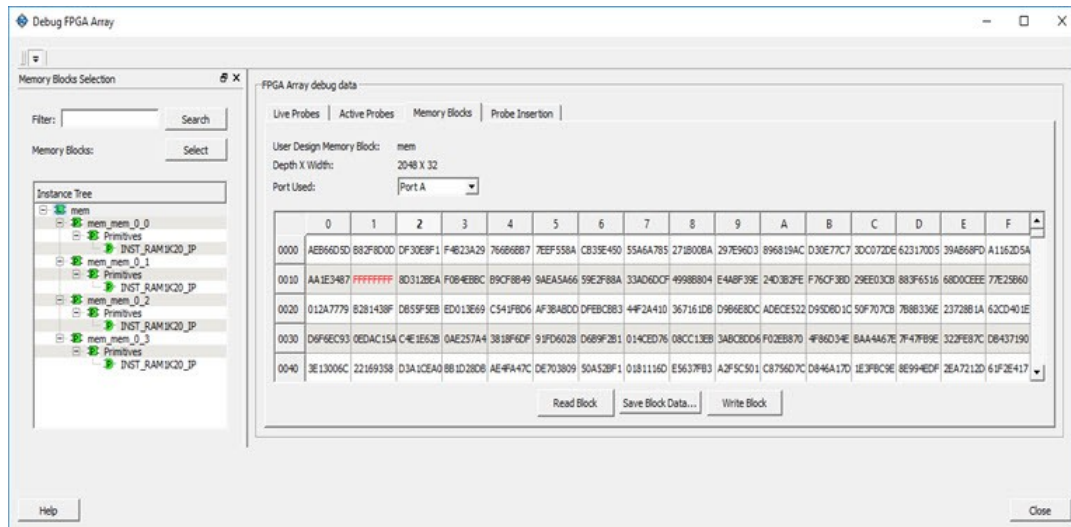 Debug FPGA Array
Memory Blocks Selection
Filter:
Search
Memory Blocks:
Select
Instance Tree
mem
mem_mem_0_0
Primitives
INST_RAM1K20_IP
mem_mem_0_1
Primitives
INST_RAM1K20_IP
mem_mem_0_2
Primitives
INST_RAM1K20_IP
mem_mem_0_3
Primitives
INST_RAM1K20_IP
FPGA Array debug data
Live Probes Active Probes Memory Blocks Probe Insertion
User Design Memory Block: mem
Depth X Width: 2048 X 32
Port Used: Port A
0 1 2 3 4 5 6 7 8 9 A B C D E F
0000 AEB66D5D B82F8D0D DF30E8F1 F4B23A29 766B6BB7 7EEF558A CB35E450 55A6A785 271B00BA 297E96D3 896819AC D30E77C7 3DC072DE 623170D5 39AB68FD A1162D5A
0010 AA1E3487 FFFFFFFF 8D312BEA F0B4EBBC B9CF8B49 9AEA5A66 59E2F88A 33AD6DCF 4998B804 E4ABF39E 24D3B2FE F76CF3BD 29EE03CB 883F6516 68D0CEEE 77E25B60
0020 012A7779 B281438F DB55F5EB ED013E69 C541FBD6 AF3BABDD DFEBCBB3 44F2A410 367161DB D9B6E8DC ADECE522 D95DBD1C 50F707CB 7BBB336E 23728B1A 62CD401E
0030 D6F6EC93 0EDAC15A C4E1E62B 0AE257A4 3818F6DF 91FD6028 D6B9F2B1 014CED76 08CC13EB 3ABCBDD6 F02EB870 4F86D34E BAA4A67E 7F47FB9E 322FE87C DB437190
0040 3E13006C 22169358 D3A1CEA0 BB1D28DB AE4FA47C DE703809 50A52BF1 0181116D E5637FB3 A2F5C501 C8756D7C D846A17D 1E3FBC9E 8E994EDF 2EA7212D 61F2E417
Read Block Save Block Data... Write Block
Help
Close